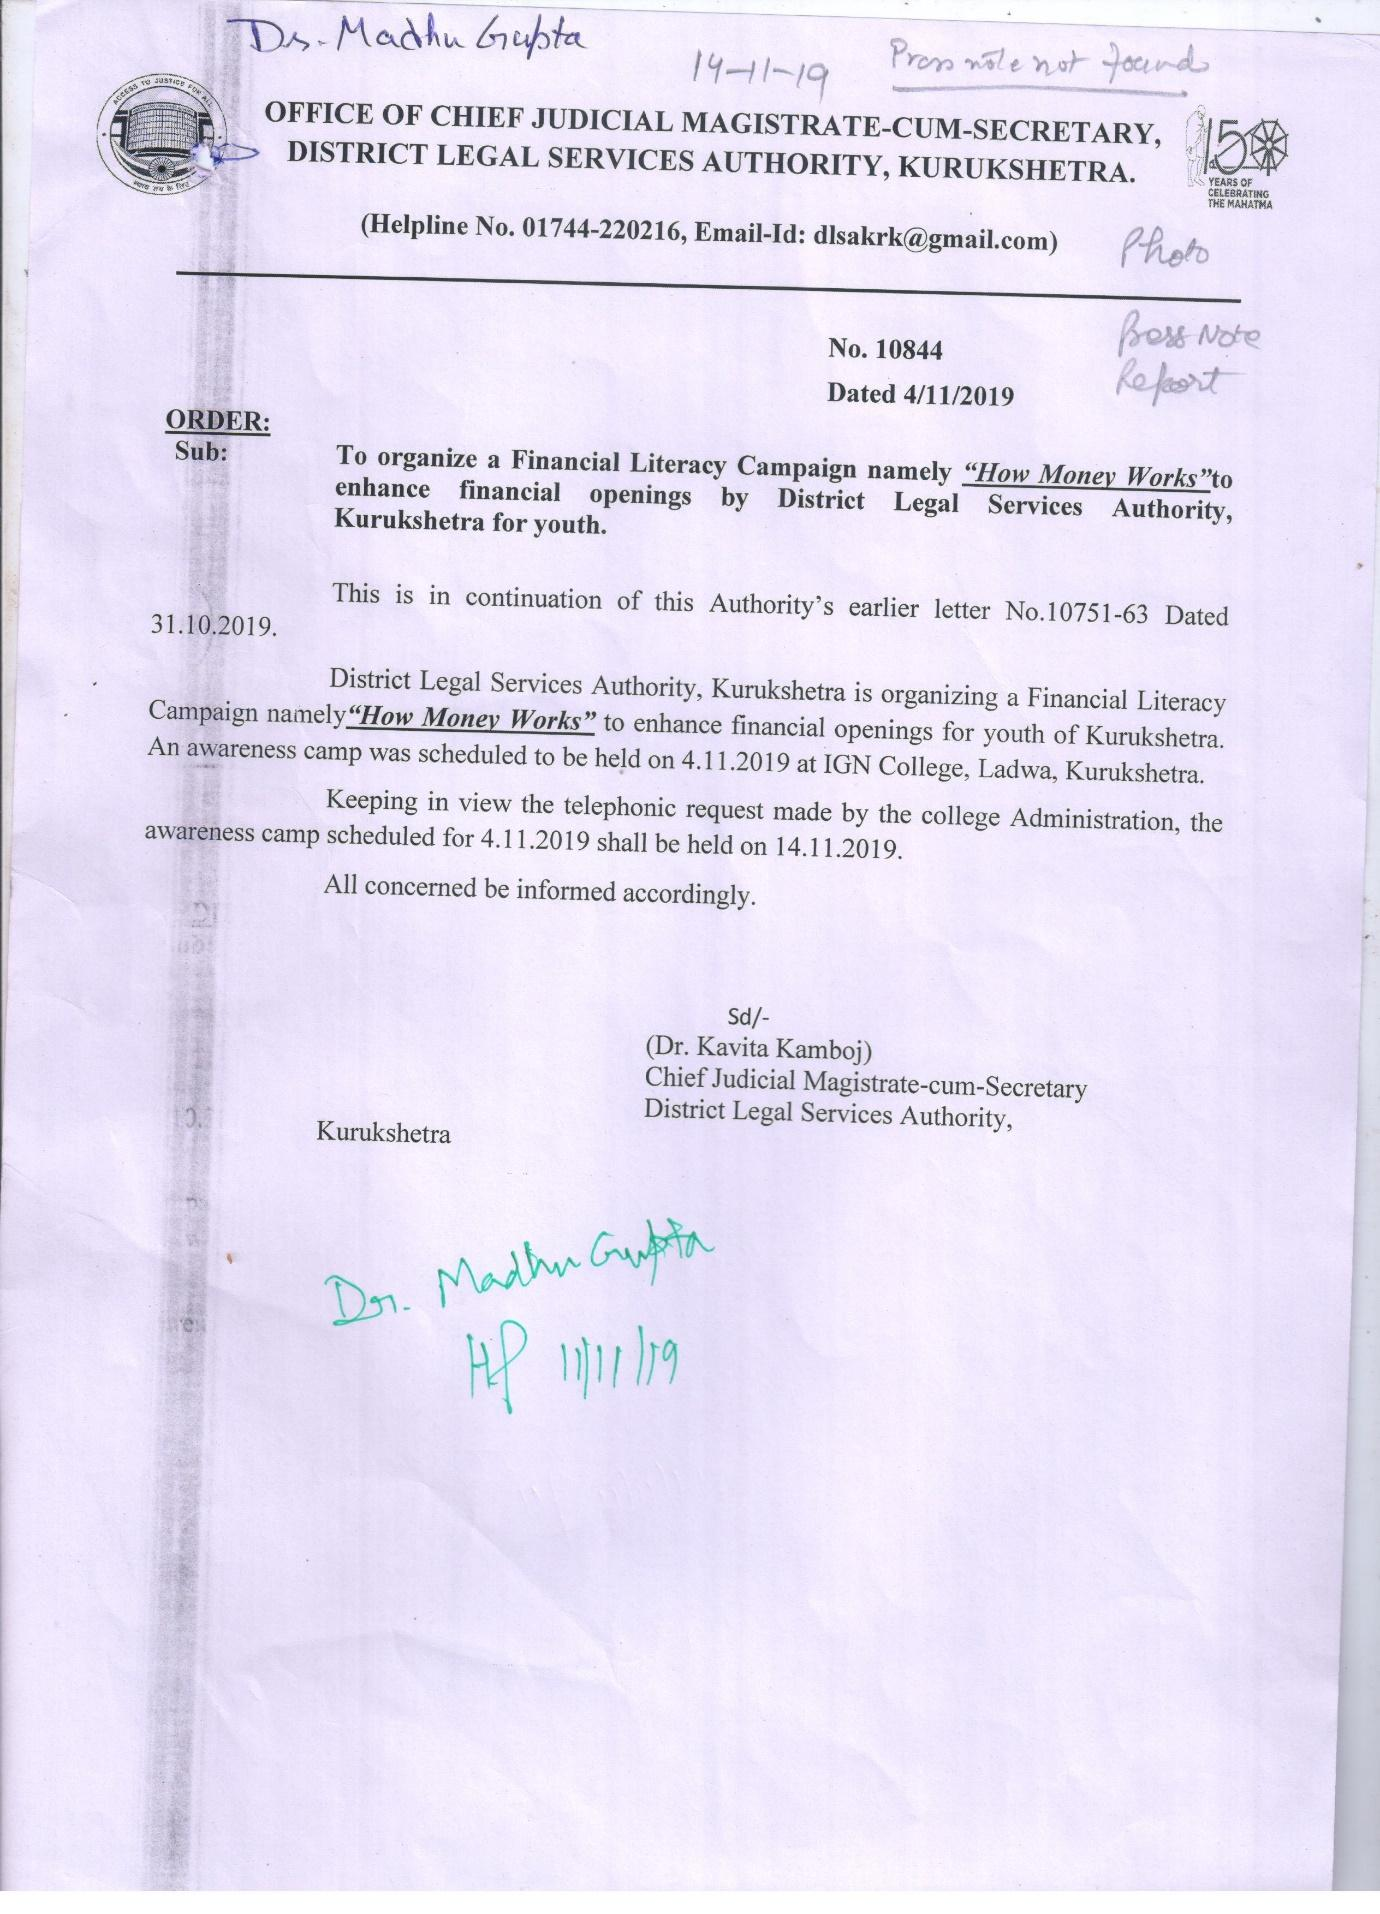 Dr. Madhu Gupta
14-11-19
Press note not found
ACCESS TO JUSTICE FOR ALL
न्याय सब के लिए
OFFICE OF CHIEF JUDICIAL MAGISTRATE-CUM-SECRETARY,
DISTRICT LEGAL SERVICES AUTHORITY, KURUKSHETRA.
150
YEARS OF
CELEBRATING
THE MAHATMA
(Helpline No. 01744-220216, Email-Id: dlsakrk@gmail.com)
Photo
Press Note
Report
No. 10844
Dated 4/11/2019
ORDER:
Sub: To organize a Financial Literacy Campaign namely “How Money Works”to
enhance financial openings by District Legal Services Authority,
Kurukshetra for youth.
This is in continuation of this Authority’s earlier letter No.10751-63 Dated
31.10.2019.
District Legal Services Authority, Kurukshetra is organizing a Financial Literacy
Campaign namely“How Money Works” to enhance financial openings for youth of Kurukshetra.
An awareness camp was scheduled to be held on 4.11.2019 at IGN College, Ladwa, Kurukshetra.
Keeping in view the telephonic request made by the college Administration, the
awareness camp scheduled for 4.11.2019 shall be held on 14.11.2019.
All concerned be informed accordingly.
Sd/-
(Dr. Kavita Kamboj)
Chief Judicial Magistrate-cum-Secretary
District Legal Services Authority,
Kurukshetra
Dr. Madhu Gupta
11/11/19